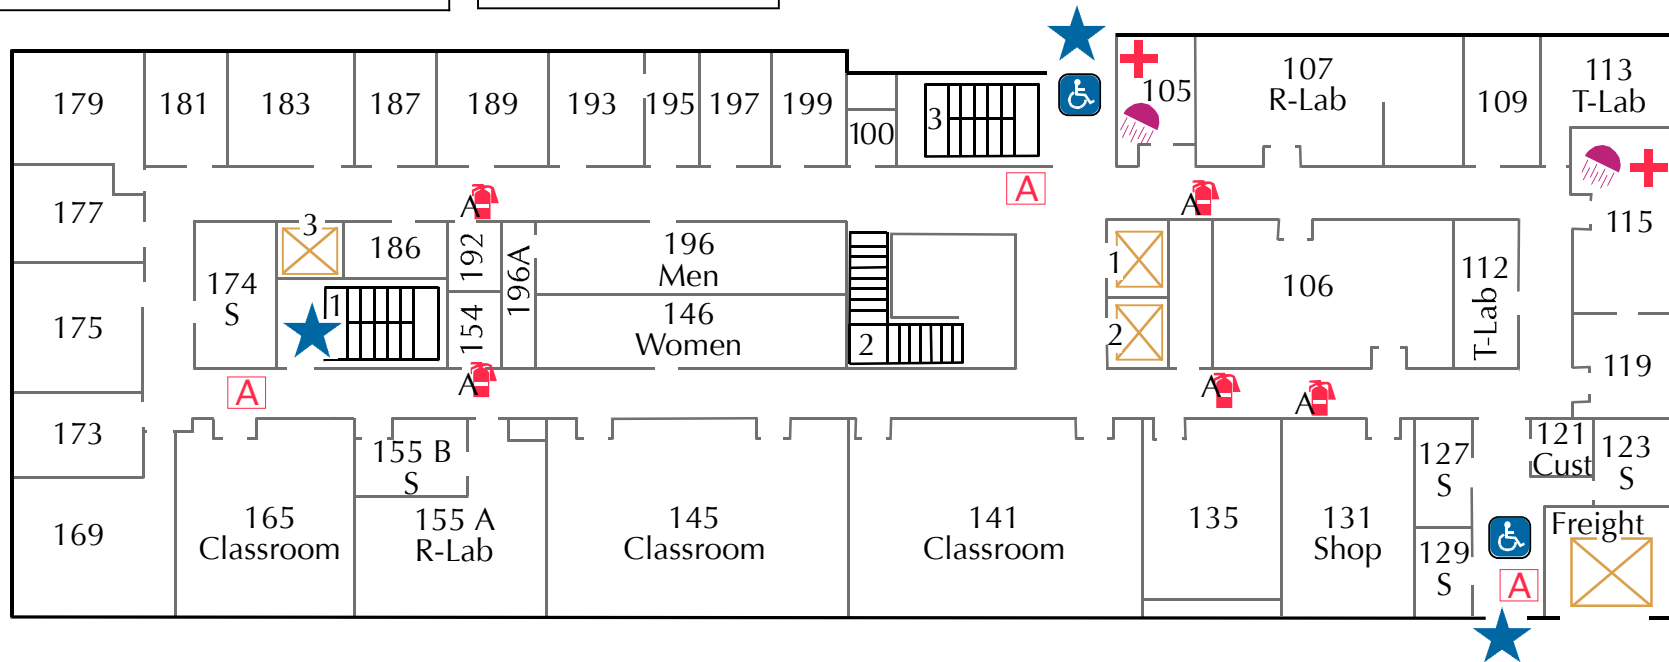 179
181
183
187
189
193
195
197
199
100
3
105
107
R-Lab
109
113
T-Lab
A
177
A
A
115
3
186
192
196A
196
Men
174
S
1
106
112
T-Lab
1
175
154
146
Women
2
2
119
A
A
A
A
173
155 B
S
127
S
121
Cust
123
S
169
165
Classroom
155 A
R-Lab
145
Classroom
141
Classroom
135
131
Shop
129
S
Freight
A